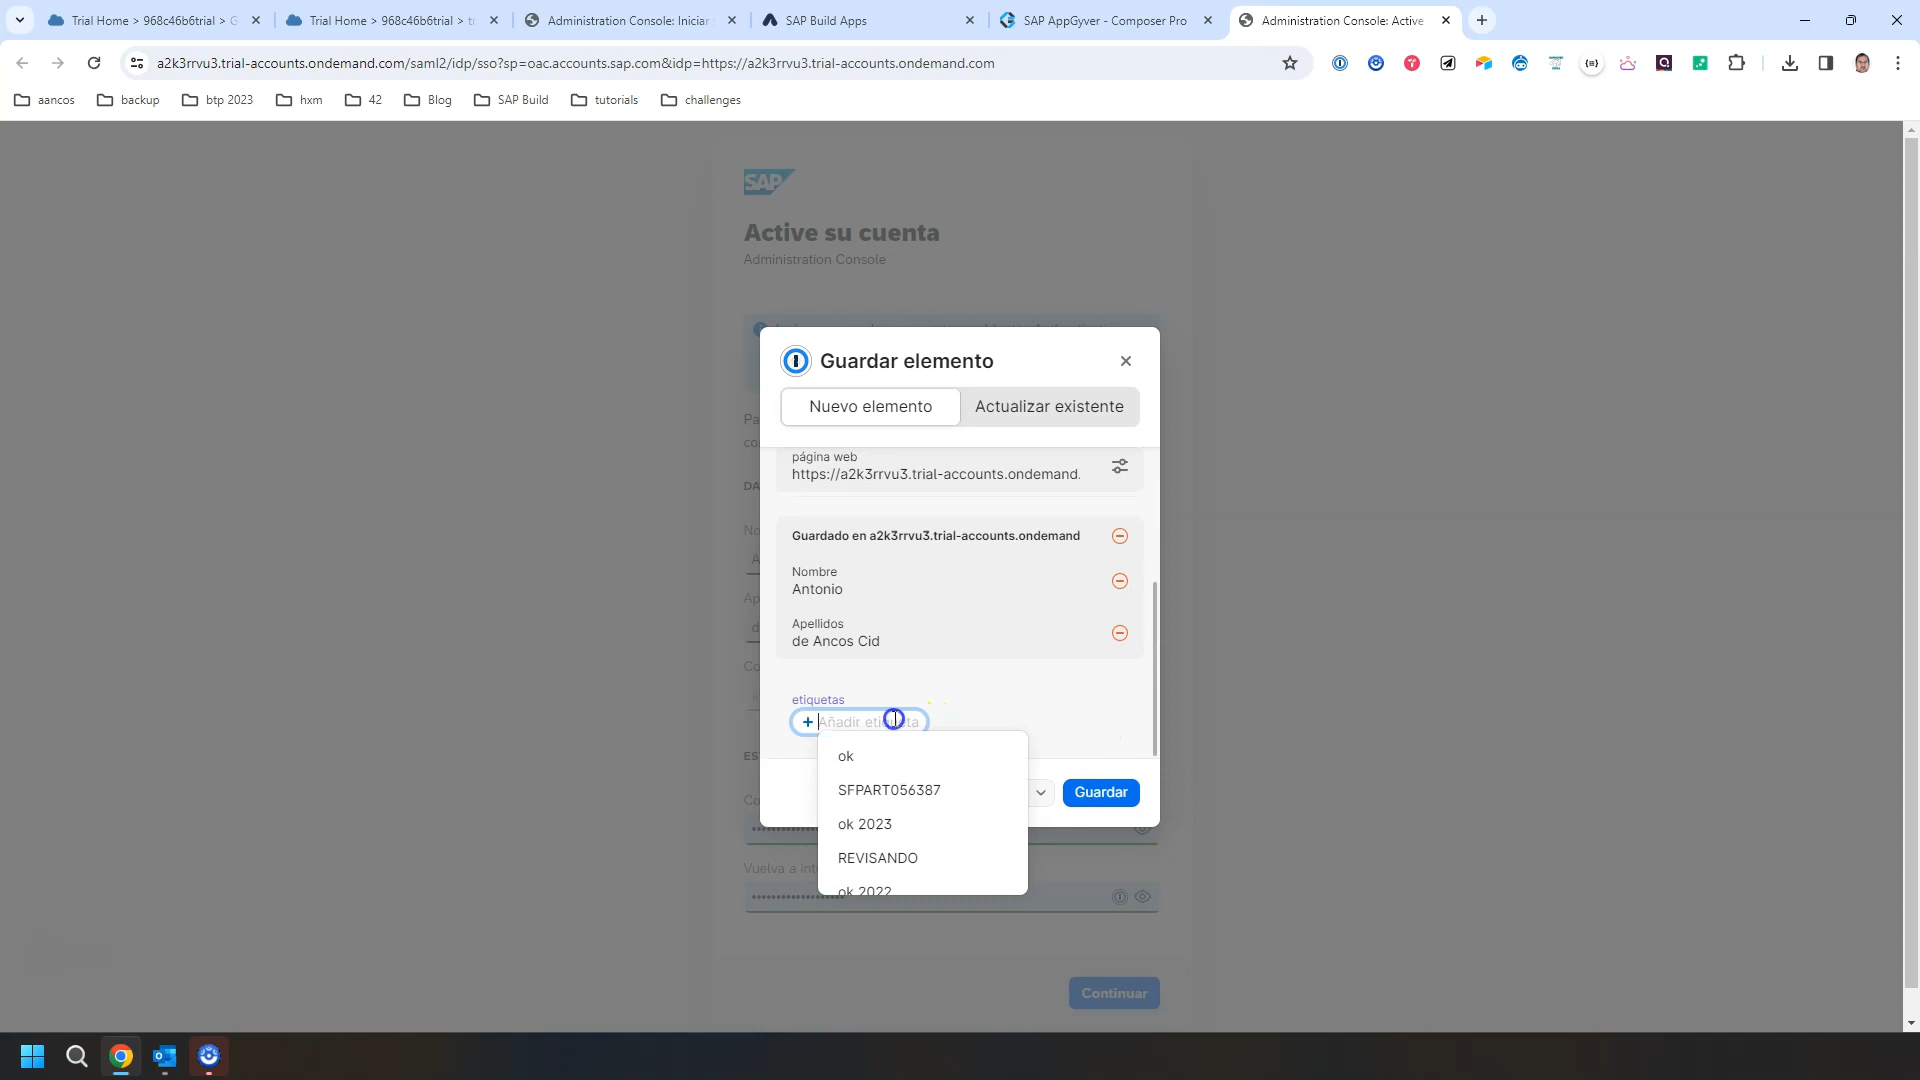 Trial Home > 968c46b6trial > G
Trial Home > 968c46b6trial > tr
Administration Console: Iniciar
SAP Build Apps
SAP AppGyver - Composer Pro
Administration Console: Active
a2k3rrvu3.trial-accounts.ondemand.com/saml2/idp/sso?sp=oac.accounts.sap.com&idp=https://a2k3rrvu3.trial-accounts.ondemand.com
aancos
backup
btp 2023
hxm
42
Blog
SAP Build
tutorials
challenges
SAP
Active su cuenta
Administration Console
Guardar elemento
Nuevo elemento
Actualizar existente
página web
https://a2k3rrvu3.trial-accounts.ondemand.
Guardado en a2k3rrvu3.trial-accounts.ondemand
Nombre
Antonio
Apellidos
de Ancos Cid
etiquetas
+ Añadir etiqueta
ok
SFPART056387
ok 2023
REVISANDO
ok 2022
Guardar
Vuelva a int
Continuar